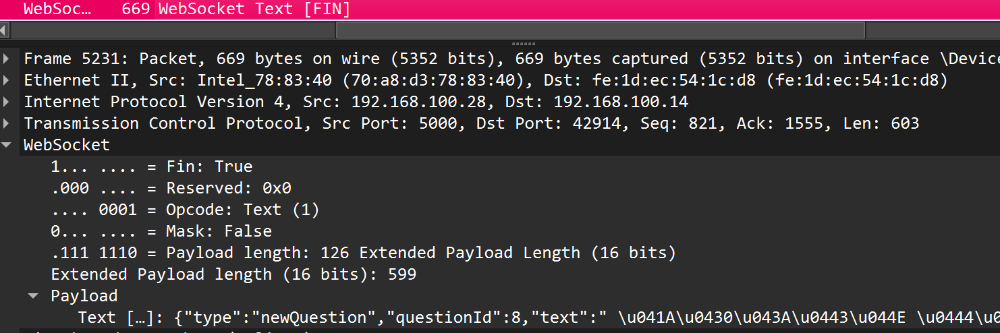 WebSoc… 669 WebSocket Text [FIN]
Frame 5231: Packet, 669 bytes on wire (5352 bits), 669 bytes captured (5352 bits) on interface \Device
Ethernet II, Src: Intel_78:83:40 (70:a8:d3:78:83:40), Dst: fe:1d:ec:54:1c:d8 (fe:1d:ec:54:1c:d8)
Internet Protocol Version 4, Src: 192.168.100.28, Dst: 192.168.100.14
Transmission Control Protocol, Src Port: 5000, Dst Port: 42914, Seq: 821, Ack: 1555, Len: 603
WebSocket
1... .... = Fin: True
.000 .... = Reserved: 0x0
.... 0001 = Opcode: Text (1)
0... .... = Mask: False
.111 1110 = Payload length: 126 Extended Payload Length (16 bits)
Extended Payload length (16 bits): 599
Payload
Text […]: {"type":"newQuestion","questionId":8,"text":" \u041A\u0430\u043A\u0443\u044E \u0444\u0